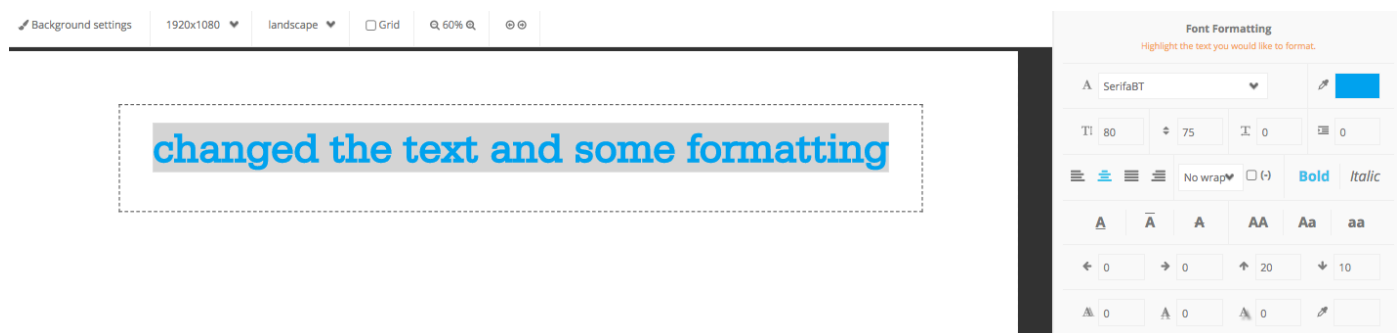 Background settings 1920x1080 landscape Grid 60%
Font Formatting
Highlight the text you would like to format.
SerifaBT
80 75 0 0
No wrap (-) Bold Italic
A A A AA Aa aa
0 0 20 10
0 0 0
changed the text and some formatting